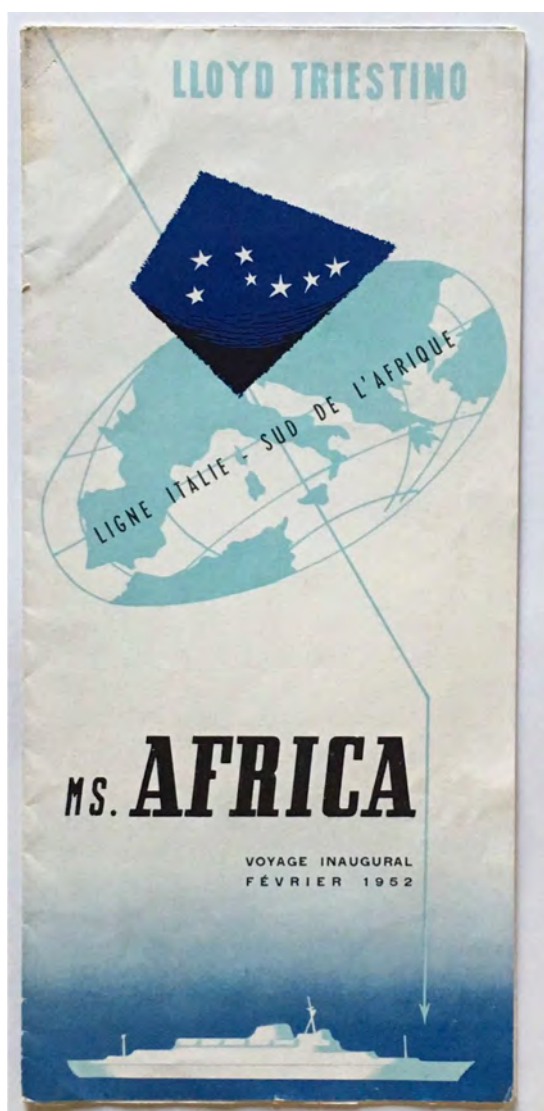 LLOYD TRIESTINO
LIGNE ITALIE - SUD DE L'AFRIQUE
MS. AFRICA
VOYAGE INAUGURAL
FÉVRIER 1952